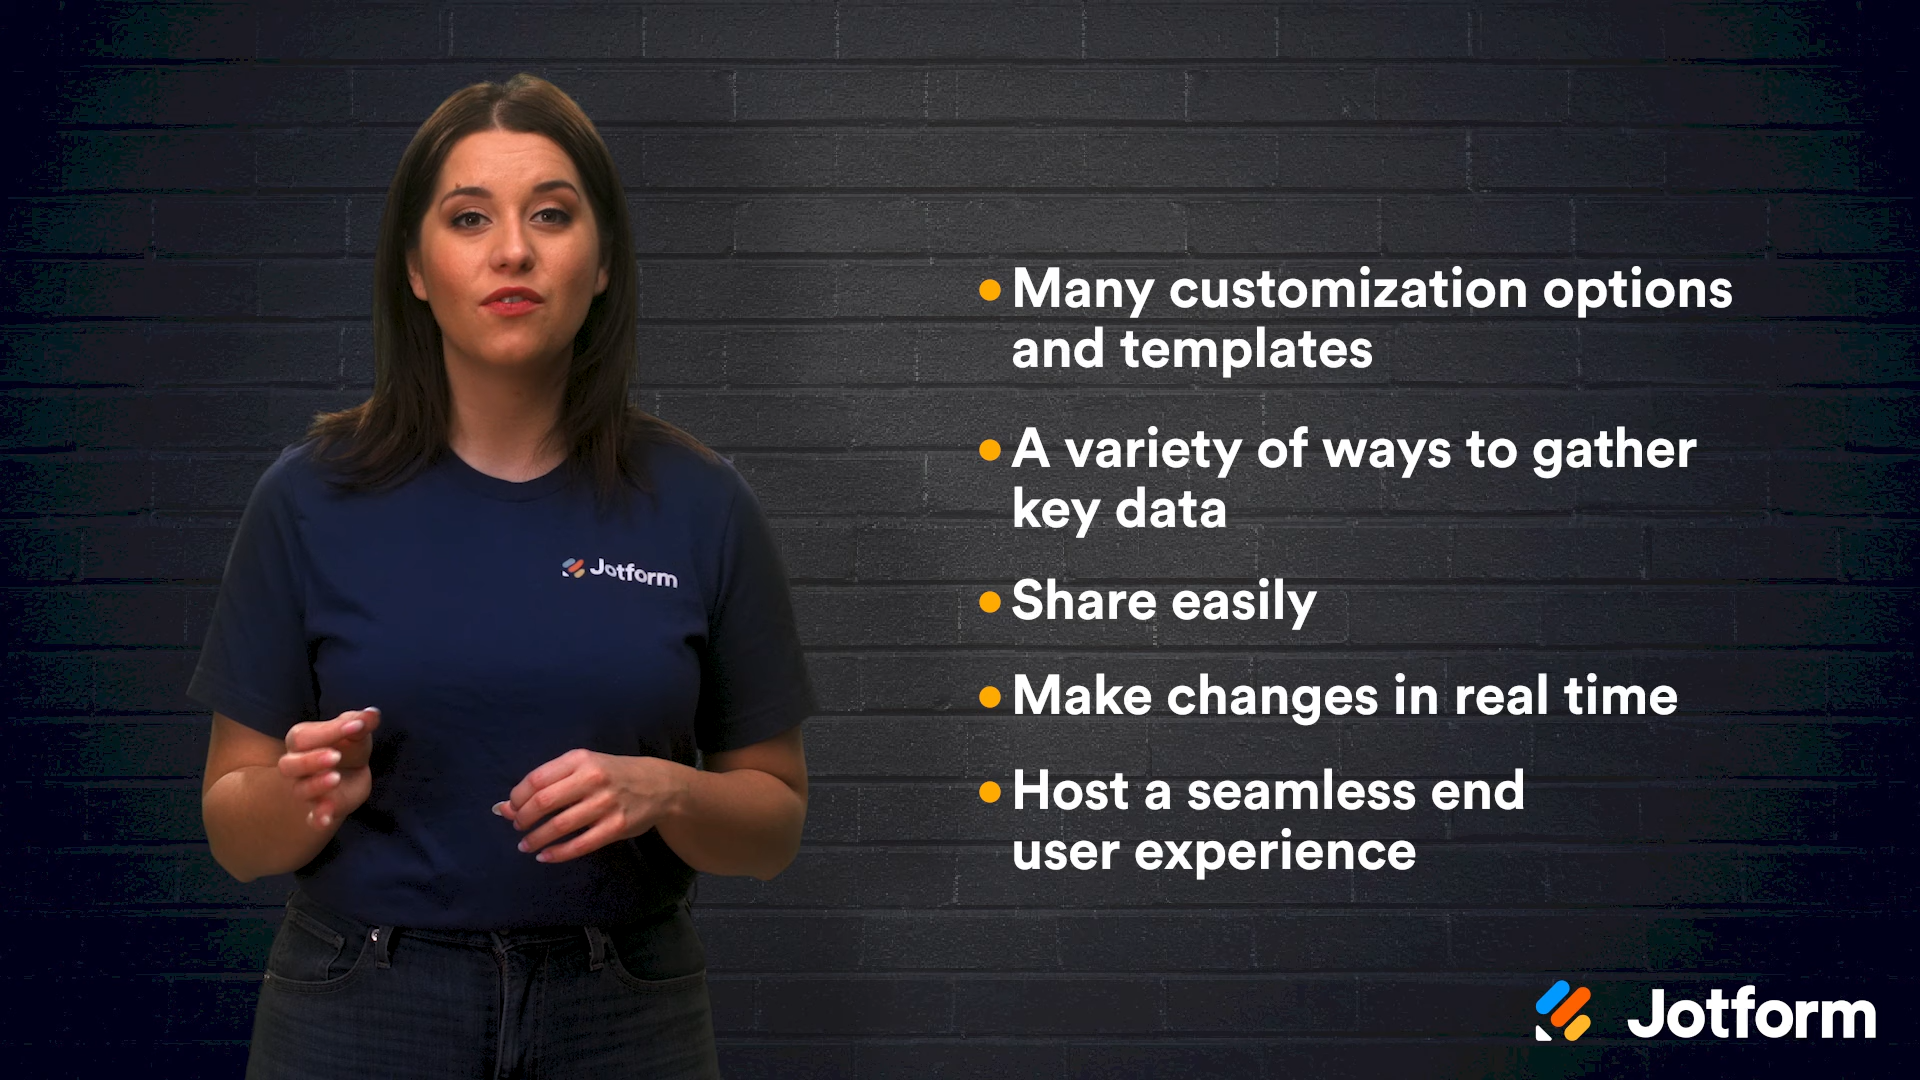 Many customization options
and templates
A variety of ways to gather
key data
Share easily
Make changes in real time
Host a seamless end
user experience
Jotform
Jotform